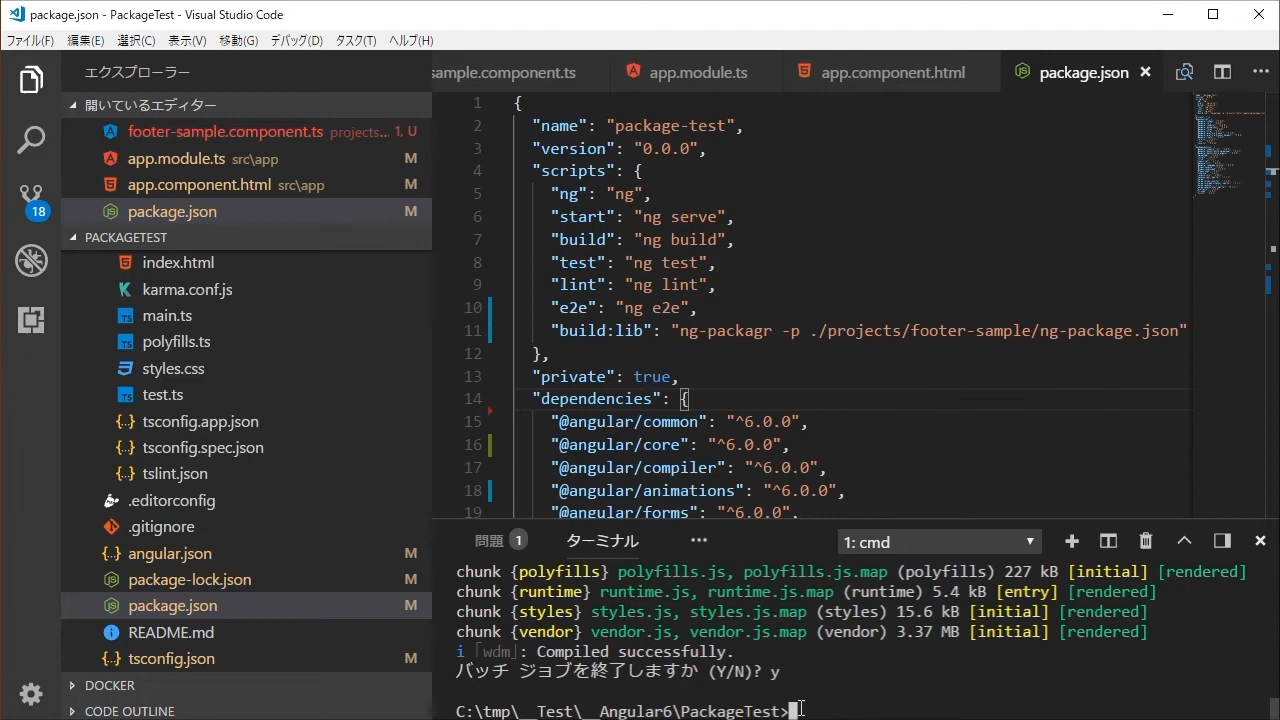 package.json - PackageTest - Visual Studio Code
ファイル(F) 編集(E) 選択(C) 表示(V) 移動(G) デバッグ(D) タスク(T) ヘルプ(H)
エクスプローラー
sample.component.ts app.module.ts app.component.html package.json
開いているエディター
footer-sample.component.ts projects... 1, U
app.module.ts src\app M
app.component.html src\app M
package.json M
18
PACKAGETEST
index.html
karma.conf.js
main.ts
polyfills.ts
styles.css
test.ts
tsconfig.app.json
tsconfig.spec.json
tslint.json
.editorconfig
.gitignore
angular.json M
package-lock.json M
package.json M
README.md
tsconfig.json M
DOCKER
CODE OUTLINE
1 {
2 "name": "package-test",
3 "version": "0.0.0",
4 "scripts": {
5 "ng": "ng",
6 "start": "ng serve",
7 "build": "ng build",
8 "test": "ng test",
9 "lint": "ng lint",
10 "e2e": "ng e2e",
11 "build:lib": "ng-packagr -p ./projects/footer-sample/ng-package.json"
12 },
13 "private": true,
14 "dependencies": {
15 "@angular/common": "^6.0.0",
16 "@angular/core": "^6.0.0",
17 "@angular/compiler": "^6.0.0",
18 "@angular/animations": "^6.0.0",
19 "@angular/forms": "^6.0.0",
問題 1 ターミナル ••• 1: cmd
chunk {polyfills} polyfills.js, polyfills.js.map (polyfills) 227 kB [initial] [rendered]
chunk {runtime} runtime.js, runtime.js.map (runtime) 5.4 kB [entry] [rendered]
chunk {styles} styles.js, styles.js.map (styles) 15.6 kB [initial] [rendered]
chunk {vendor} vendor.js, vendor.js.map (vendor) 3.37 MB [initial] [rendered]
i ｢wdm｣: Compiled successfully.
バッチ ジョブを終了しますか (Y/N)? y
C:\tmp\__Test\__Angular6\PackageTest>